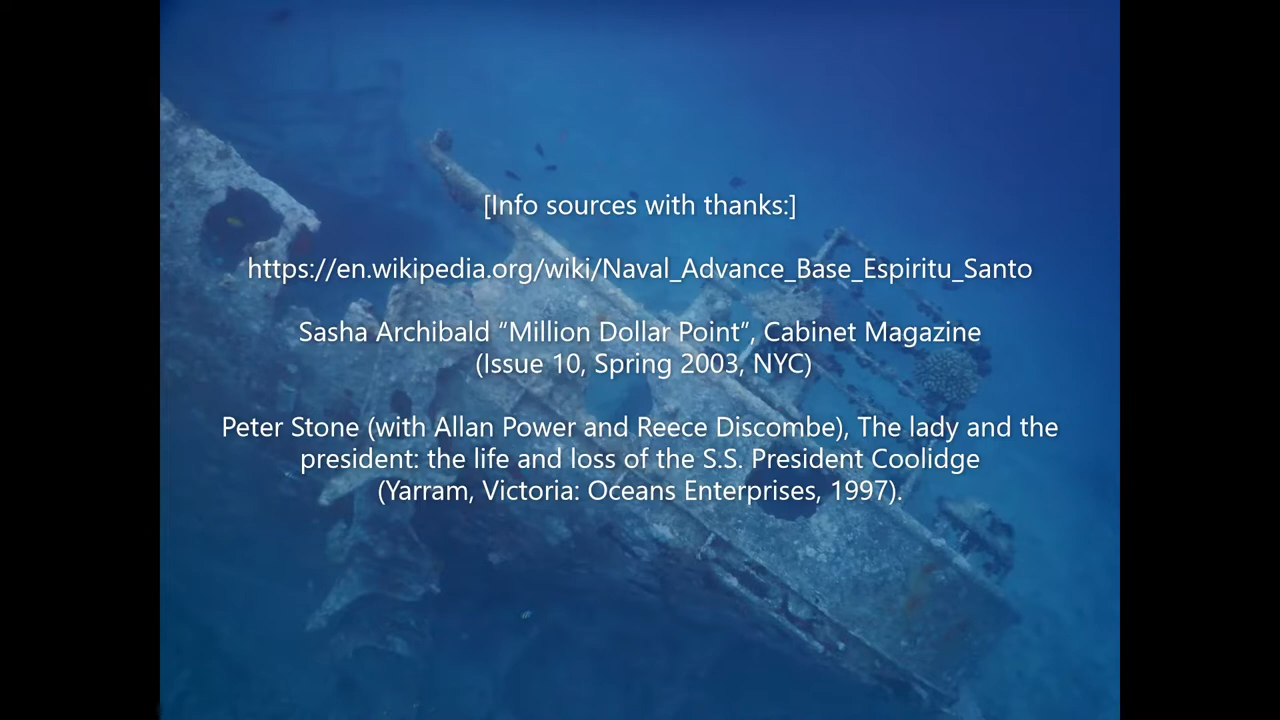 [Info sources with thanks:]
https://en.wikipedia.org/wiki/Naval_Advance_Base_Espiritu_Santo
Sasha Archibald “Million Dollar Point”, Cabinet Magazine
(Issue 10, Spring 2003, NYC)
Peter Stone (with Allan Power and Reece Discombe), The lady and the
president: the life and loss of the S.S. President Coolidge
(Yarram, Victoria: Oceans Enterprises, 1997).